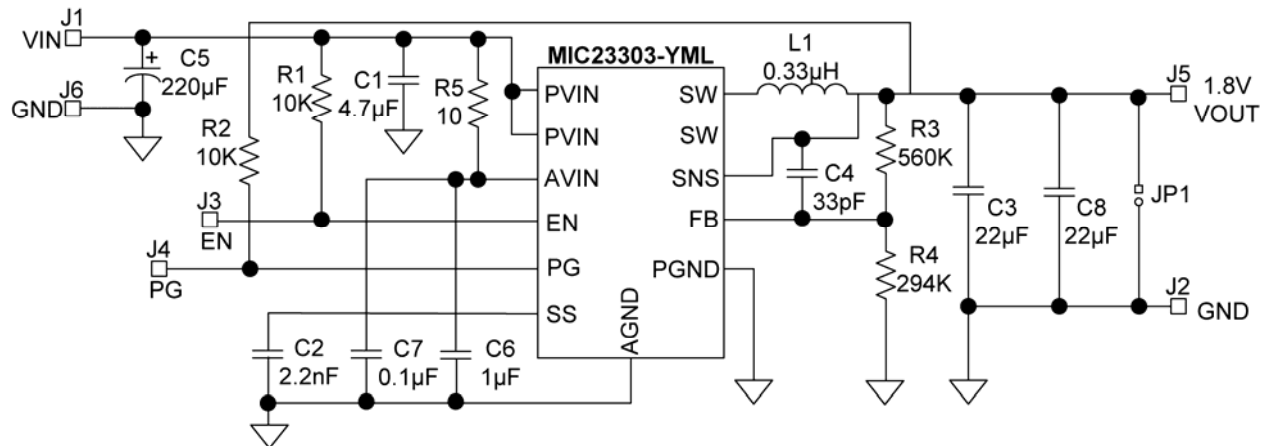 J1
VIN
J6
GND
+
C5
220µF
R2
10K
R1
10K
C1
4.7µF
R5
10
J3
EN
J4
PG
C2
2.2nF
C7
0.1µF
C6
1µF
MIC23303-YML
PVIN
PVIN
AVIN
EN
PG
SS
AGND
SW
SW
SNS
FB
PGND
L1
0.33µH
C4
33pF
R3
560K
R4
294K
C3
22µF
C8
22µF
JP1
J5
1.8V
VOUT
J2
GND